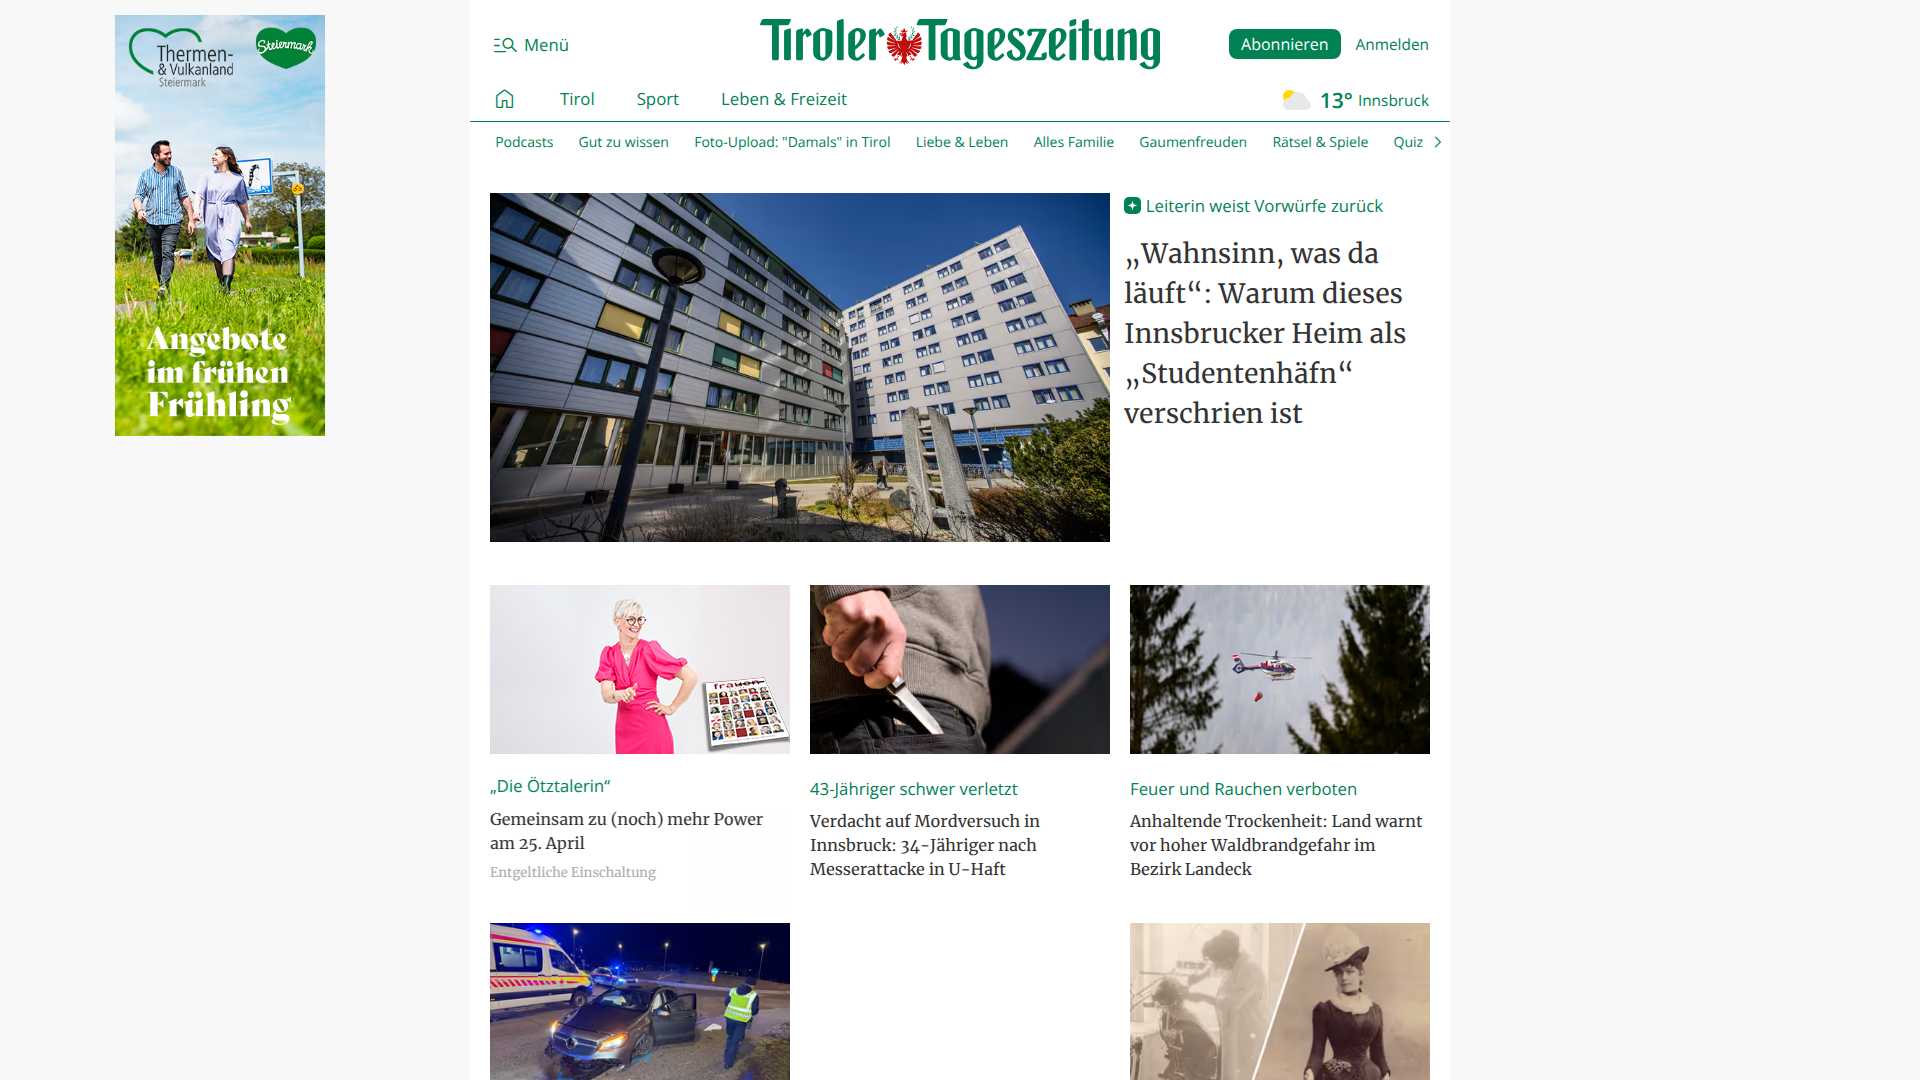 Thermen-
& Vulkanland
Steiermark
Steiermark
Angebote
im frühen
Frühling
Menü
Tiroler Tageszeitung
Abonnieren
Anmelden
Tirol
Sport
Leben & Freizeit
13° Innsbruck
Podcasts
Gut zu wissen
Foto-Upload: "Damals" in Tirol
Liebe & Leben
Alles Familie
Gaumenfreuden
Rätsel & Spiele
Quiz
Leiterin weist Vorwürfe zurück
„Wahnsinn, was da
läuft“: Warum dieses
Innsbrucker Heim als
„Studentenhäfn“
verschrien ist
frauen
„Die Ötztalerin“
Gemeinsam zu (noch) mehr Power
am 25. April
Entgeltliche Einschaltung
43-Jähriger schwer verletzt
Verdacht auf Mordversuch in
Innsbruck: 34-Jähriger nach
Messerattacke in U-Haft
Feuer und Rauchen verboten
Anhaltende Trockenheit: Land warnt
vor hoher Waldbrandgefahr im
Bezirk Landeck